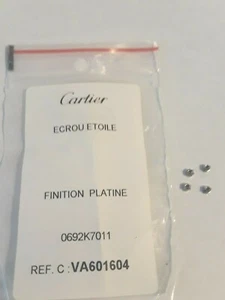 Cartier
ECROU ETOILE
FINITION PLATINE
0692K7011
REF. C : VA601604